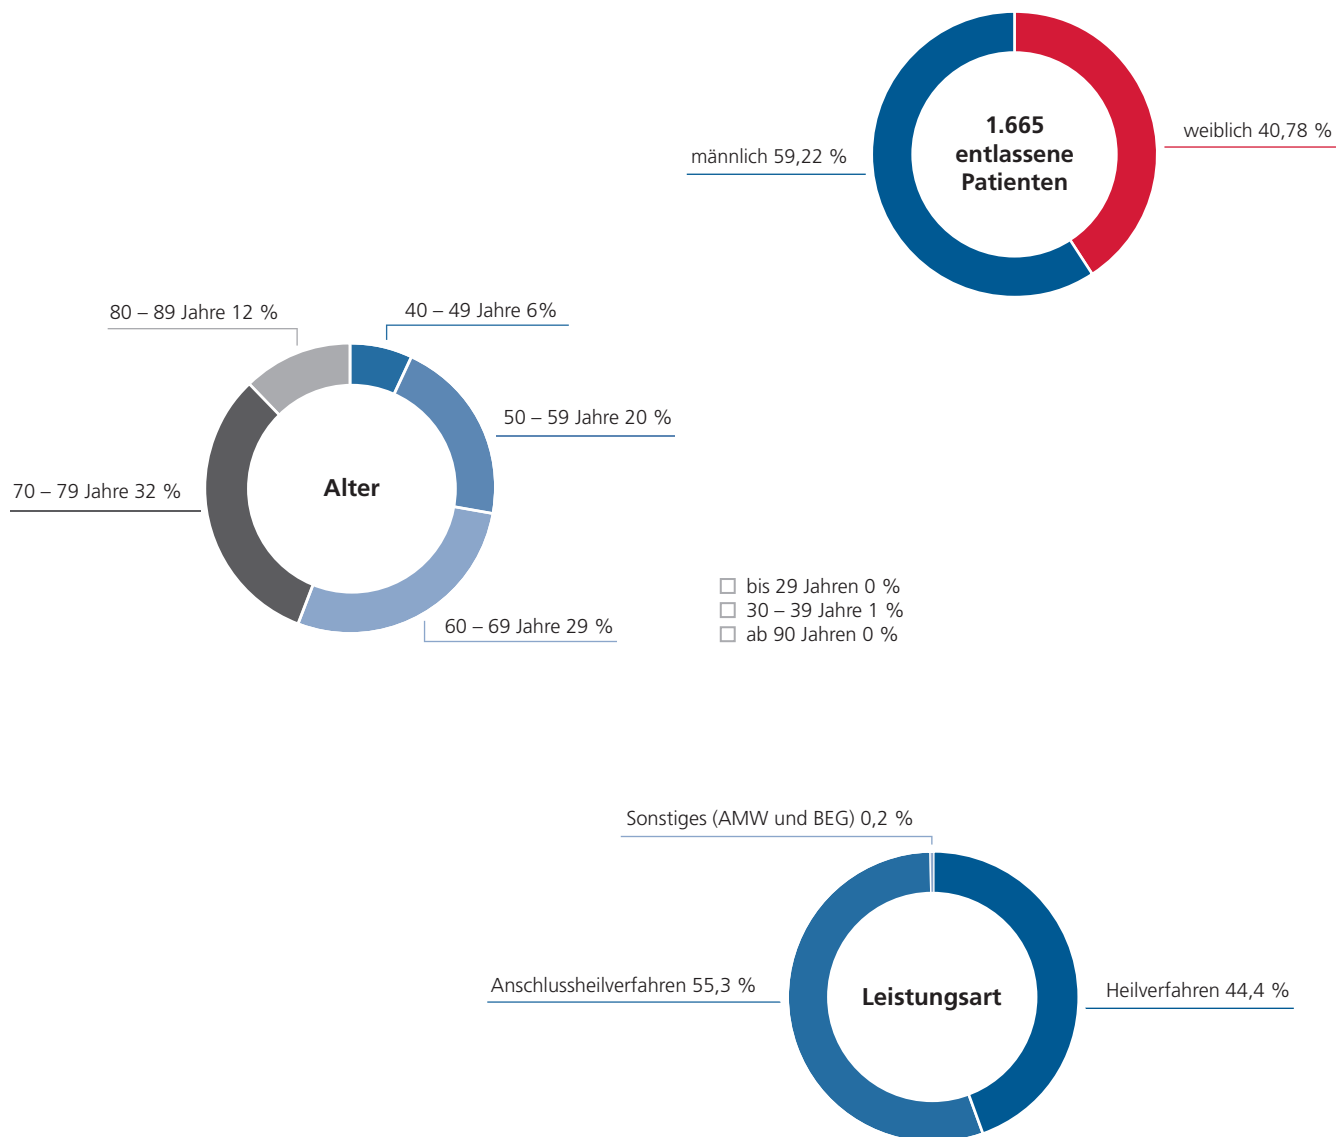 1.665
entlassene
Patienten
männlich 59,22 %
weiblich 40,78 %
80 – 89 Jahre 12 %
40 – 49 Jahre 6%
50 – 59 Jahre 20 %
Alter
70 – 79 Jahre 32 %
60 – 69 Jahre 29 %
bis 29 Jahren 0 %
30 – 39 Jahre 1 %
ab 90 Jahren 0 %
Sonstiges (AMW und BEG) 0,2 %
Anschlussheilverfahren 55,3 %
Leistungsart
Heilverfahren 44,4 %